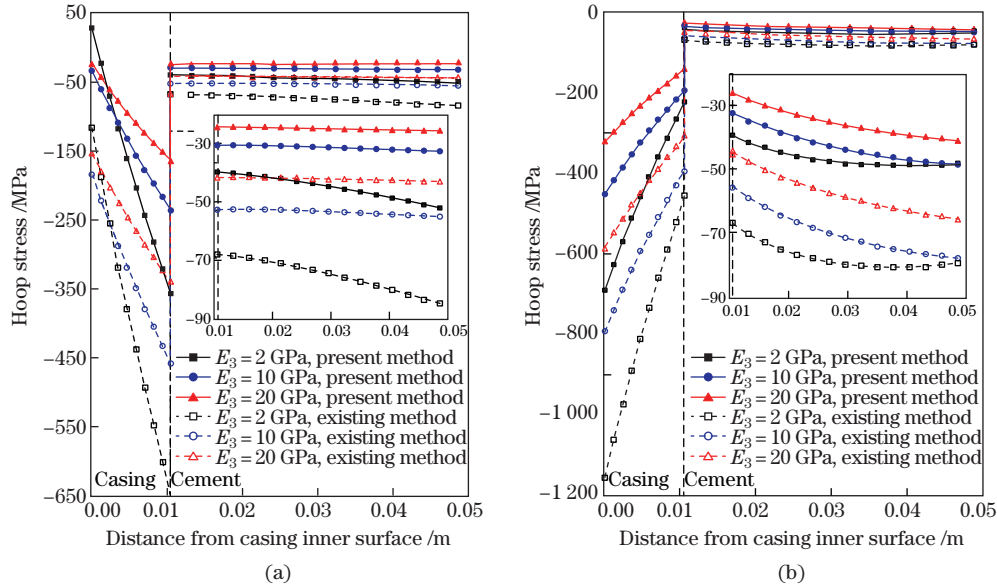 50
−50
−150
−250
−350
−450
−550
−650
Hoop stress /MPa
−30
−50
−70
−90
0.01
0.02
0.03
0.04
0.05
E₃ = 2 GPa, present method
E₃ = 10 GPa, present method
E₃ = 20 GPa, present method
E₃ = 2 GPa, existing method
E₃ = 10 GPa, existing method
E₃ = 20 GPa, existing method
Casing
Cement
0.00
0.01
0.02
0.03
0.04
0.05
Distance from casing inner surface /m
(a)
0
−200
−400
−600
−800
−1 000
−1 200
Hoop stress /MPa
−30
−50
−70
−90
0.01
0.02
0.03
0.04
0.05
E₃ = 2 GPa, present method
E₃ = 10 GPa, present method
E₃ = 20 GPa, present method
E₃ = 2 GPa, existing method
E₃ = 10 GPa, existing method
E₃ = 20 GPa, existing method
Casing
Cement
0.00
0.01
0.02
0.03
0.04
0.05
Distance from casing inner surface /m
(b)